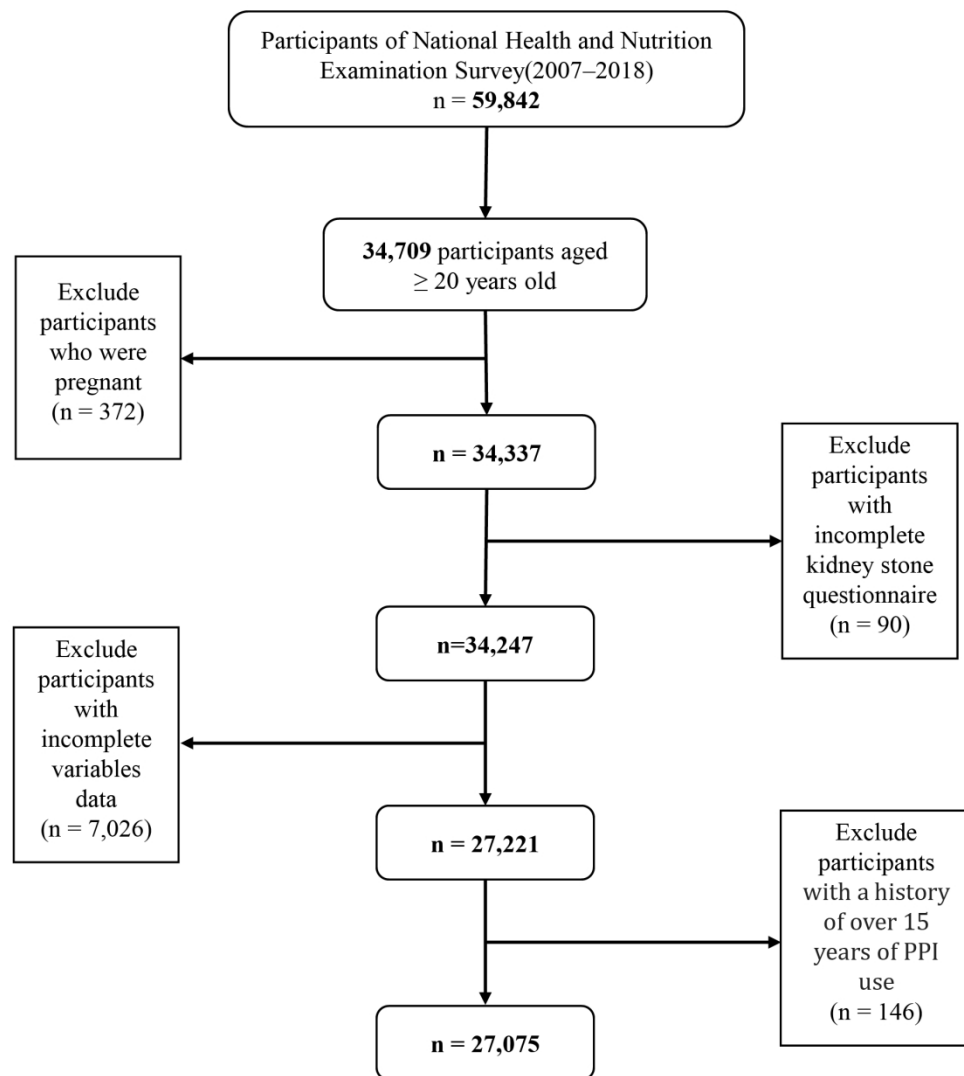 Participants of National Health and Nutrition
Examination Survey(2007–2018)
n = 59,842
34,709 participants aged
≥ 20 years old
Exclude
participants
who were
pregnant
(n = 372)
n = 34,337
Exclude
participants
with
incomplete
kidney stone
questionnaire
(n = 90)
n=34,247
Exclude
participants
with
incomplete
variables
data
(n = 7,026)
n = 27,221
Exclude
participants
with a history
of over 15
years of PPI
use
(n = 146)
n = 27,075